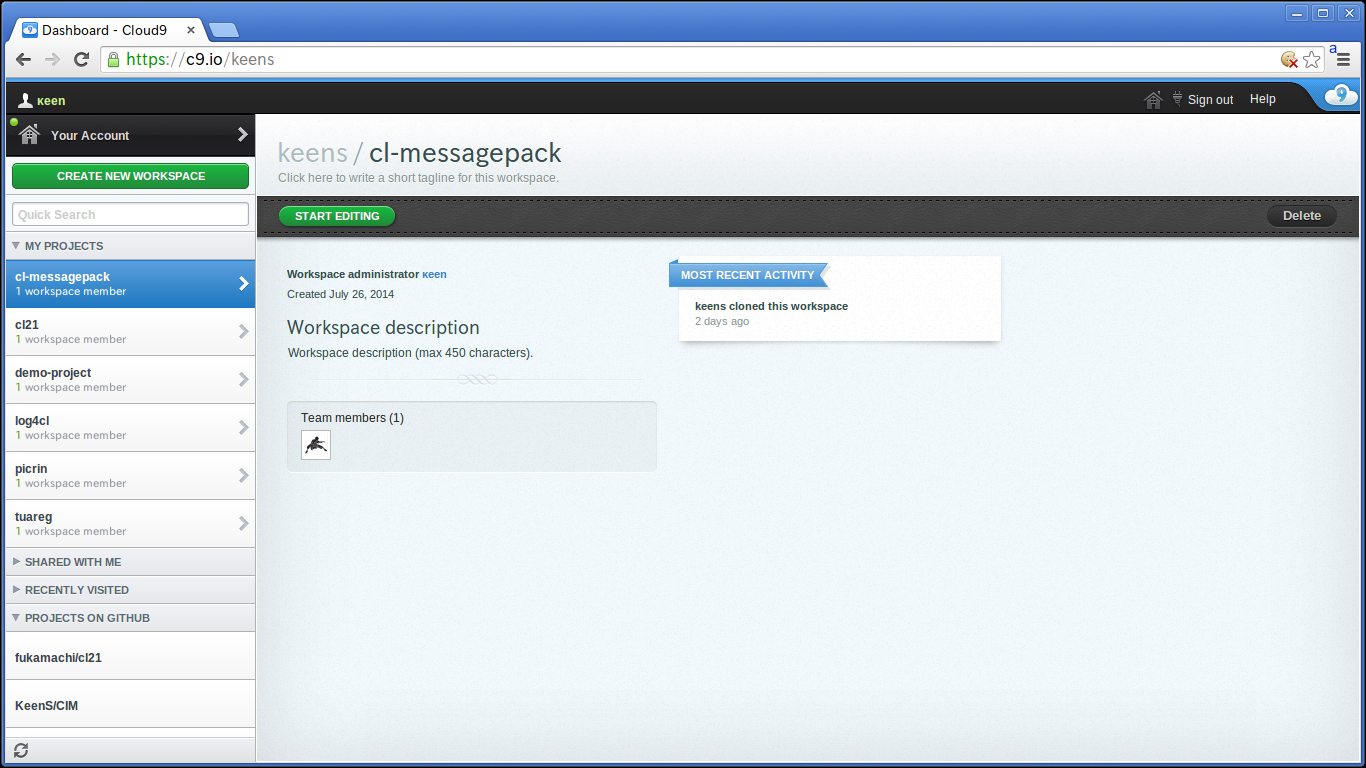 Dashboard - Cloud9
https://c9.io/keens
a
κeen
Sign out
Help
9
Your Account
CREATE NEW WORKSPACE
Quick Search
MY PROJECTS
cl-messagepack
1 workspace member
cl21
1 workspace member
demo-project
1 workspace member
log4cl
1 workspace member
picrin
1 workspace member
tuareg
1 workspace member
SHARED WITH ME
RECENTLY VISITED
PROJECTS ON GITHUB
fukamachi/cl21
KeenS/CIM
keens / cl-messagepack
Click here to write a short tagline for this workspace.
START EDITING
Delete
Workspace administrator κeen
Created July 26, 2014
Workspace description
Workspace description (max 450 characters).
Team members (1)
MOST RECENT ACTIVITY
keens cloned this workspace
2 days ago